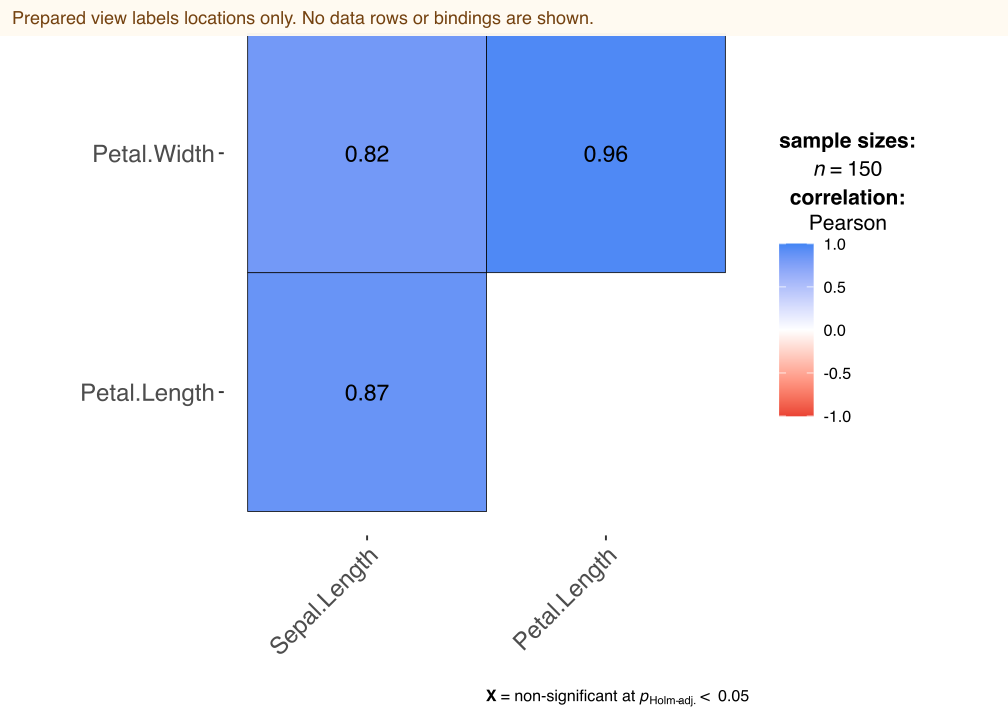 Prepared view labels locations only. No data rows or bindings are shown.
Petal.Width
0.82
0.96
sample sizes:
n = 150
correlation:
Pearson
1.0
0.5
0.0
-0.5
-1.0
Petal.Length
0.87
Sepal.Length
Petal.Length
X = non-significant at pHolm-adj. < 0.05